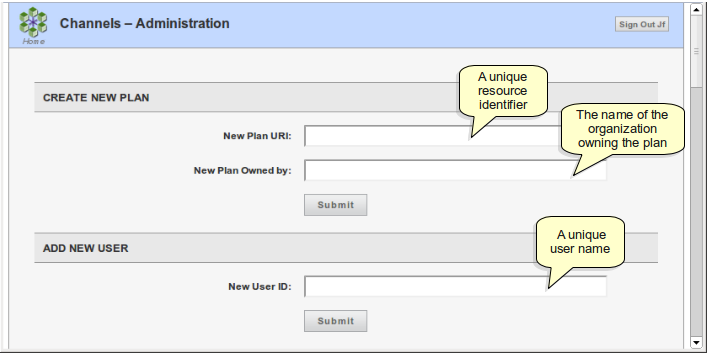 Channels – Administration
Sign Out Jf
Home
CREATE NEW PLAN
A unique
resource
identifier
New Plan URI:
The name of the
organization
owning the plan
New Plan Owned by:
Submit
ADD NEW USER
A unique
user name
New User ID:
Submit